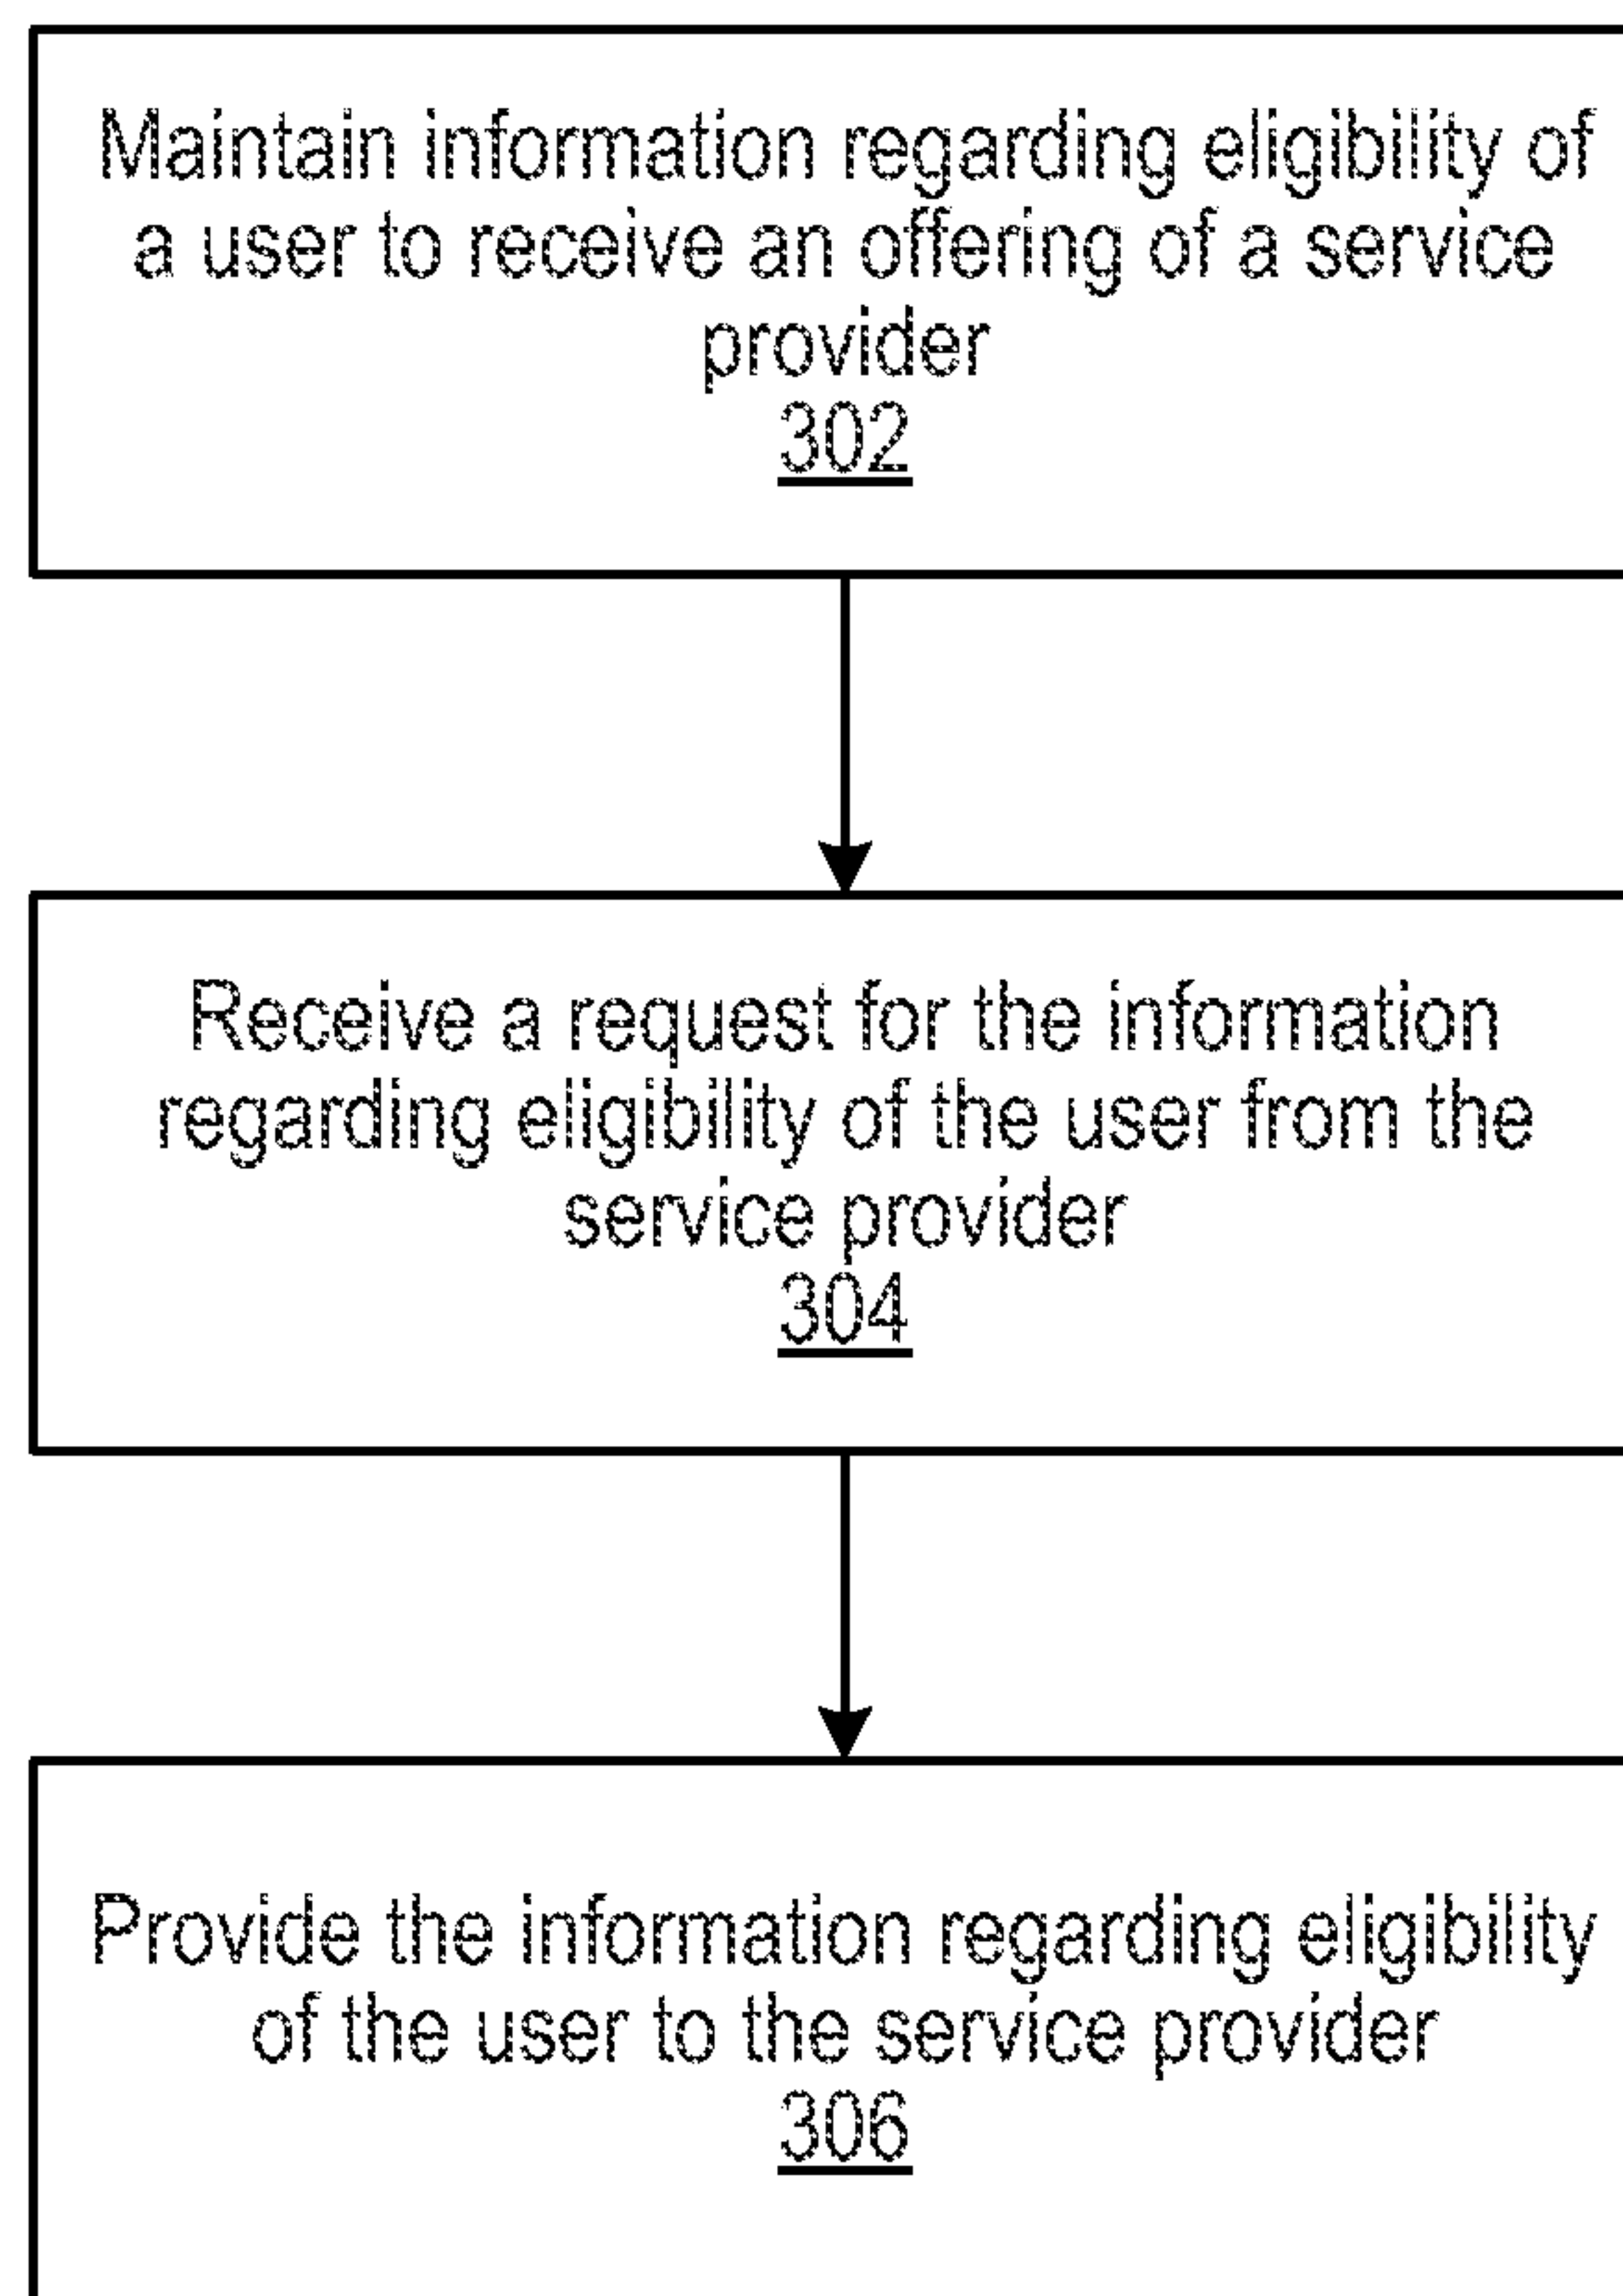 Maintain information regarding eligibility of
a user to receive an offering of a service
provider
302
Receive a request for the information
regarding eligibility of the user from the
service provider
304
Provide the information regarding eligibility
of the user to the service provider
306